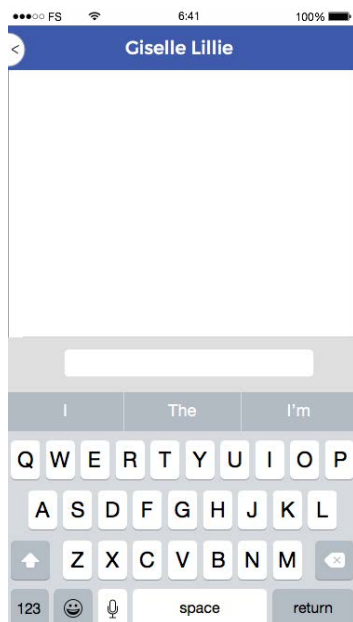 FS 6:41 100%
< Giselle Lillie
I The I'm
Q W E R T Y U I O P
A S D F G H J K L
Z X C V B N M
123 space return